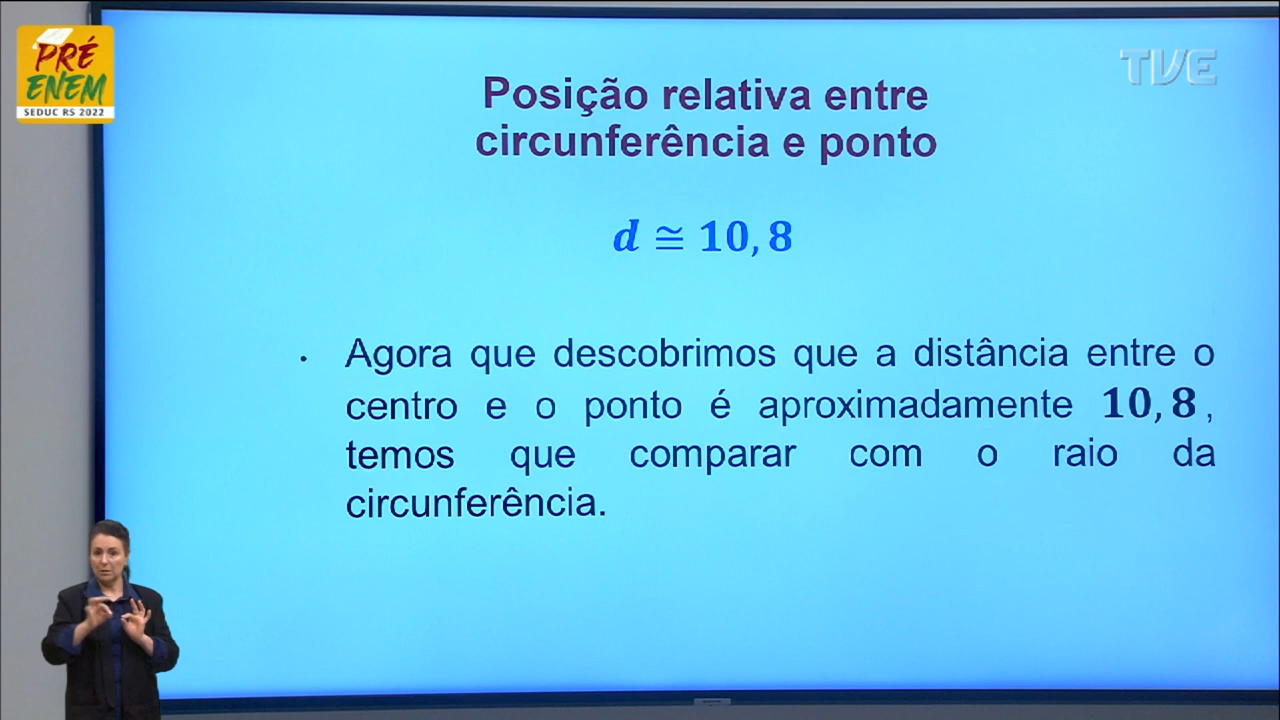 PRÉ
ENEM
SEDUC RS 2022
TVE
Posição relativa entre
circunferência e ponto
d ≅ 10,8
· Agora que descobrimos que a distância entre o
centro e o ponto é aproximadamente 10,8,
temos que comparar com o raio da
circunferência.